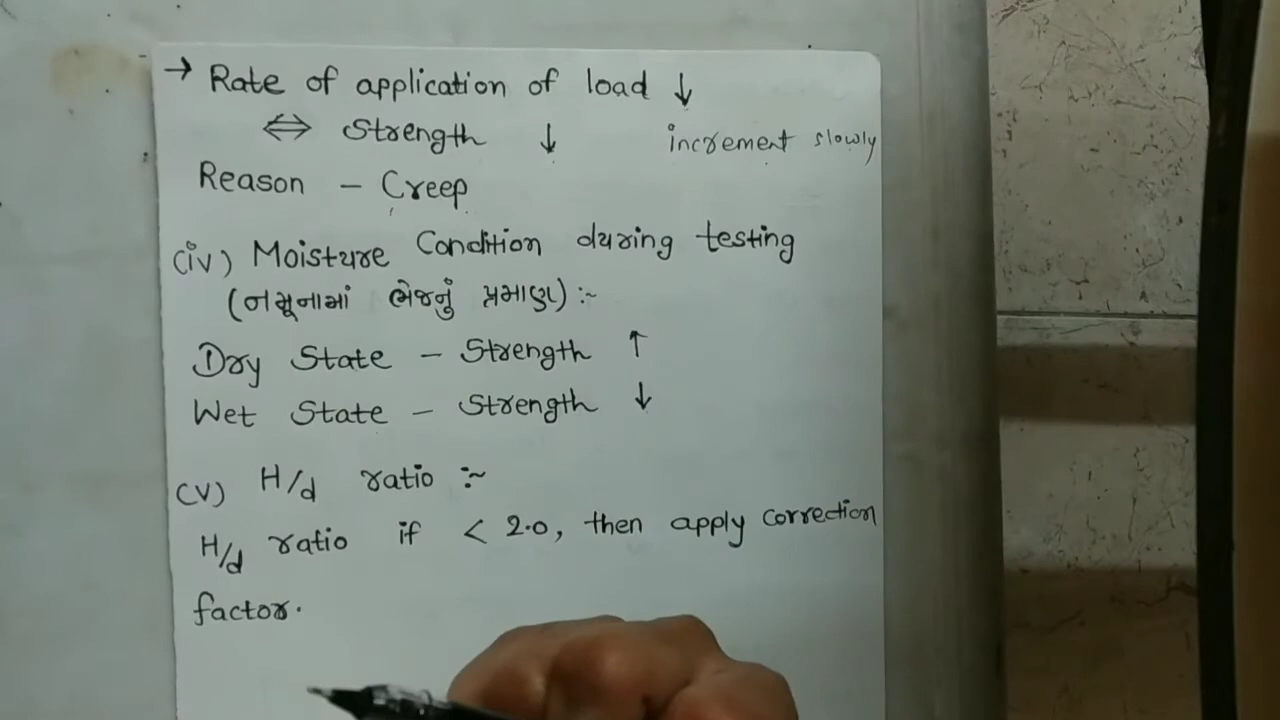 → Rate of application of load ↓
⇔ Strength ↓ increment slowly
Reason - Creep
(iv) Moisture Condition during testing
(નમૂનામાં ભેજનું પ્રમાણ) :-
Dry State - Strength ↑
Wet State - Strength ↓
(v) H/d ratio :-
H/d ratio if < 2.0, then apply correction
factor.